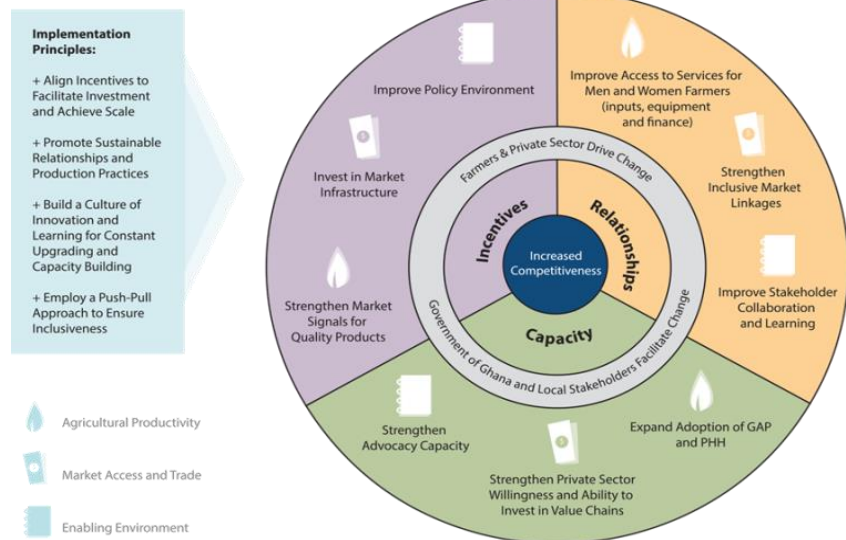 Implementation
Principles:
+ Align Incentives to
Facilitate Investment
and Achieve Scale
+ Promote Sustainable
Relationships and
Production Practices
+ Build a Culture of
Innovation and
Learning for Constant
Upgrading and
Capacity Building
+ Employ a Push-Pull
Approach to Ensure
Inclusiveness
Agricultural Productivity
Market Access and Trade
Enabling Environment
Improve Policy Environment
Invest in Market
Infrastructure
Strengthen Market
Signals for
Quality Products
Improve Access to Services for
Men and Women Farmers
(inputs, equipment
and finance)
Strengthen
Inclusive Market
Linkages
Improve Stakeholder
Collaboration
and Learning
Farmers & Private Sector Drive Change
Incentives
Relationships
Increased
Competitiveness
Capacity
Government of Ghana and Local Stakeholders Facilitate Change
Strengthen
Advocacy Capacity
Strengthen Private Sector
Willingness and Ability to
Invest in Value Chains
Expand Adoption of GAP
and PHH